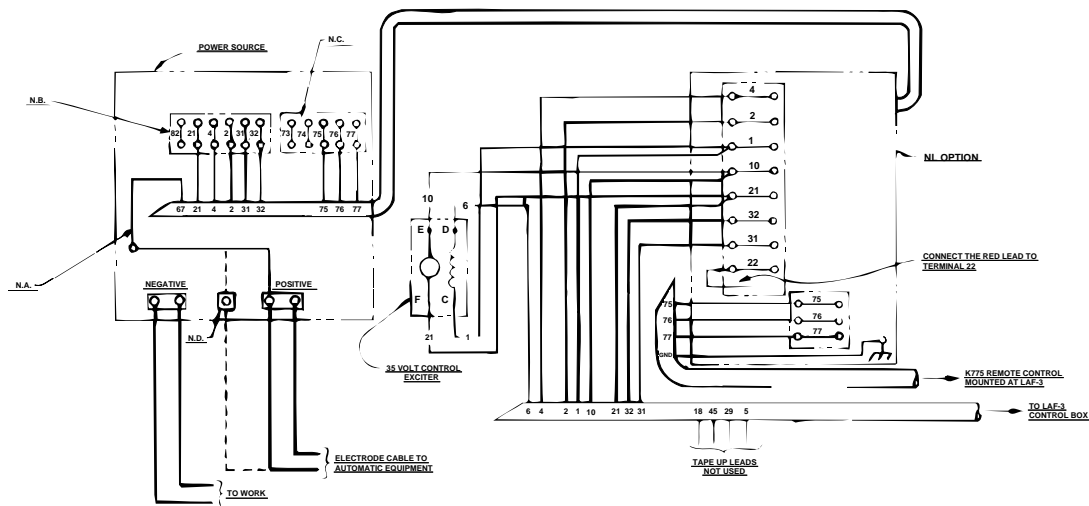 N.C.
POWER SOURCE
N.B.
82 21 4 2 31 32
73 74 75 76 77
4
2
1
10
21
32
31
22
N.L. OPTION
CONNECT THE RED LEAD TO
TERMINAL 22
67 21 4 2 31 32 75 76 77
10 6
E D
F C
21 1
N.A.
NEGATIVE
POSITIVE
N.D.
35 VOLT CONTROL
EXCITER
75 75
76 76
77 77
GND
K775 REMOTE CONTROL
MOUNTED AT LAF-3
6 4 2 1 10 21 32 31 18 45 29 5
TO LAF-3
CONTROL BOX
TAPE UP LEADS
NOT USED
ELECTRODE CABLE TO
AUTOMATIC EQUIPMENT
TO WORK